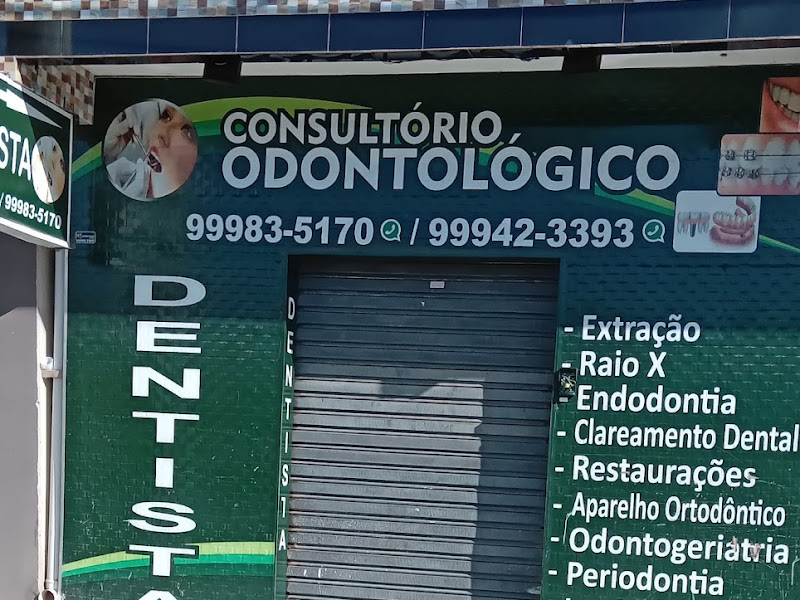 CONSULTÓRIO
ODONTOLÓGICO
99983-5170 / 99942-3393
STA
/ 99983-5170
DENTISTA
DENTISTA
- Extração
- Raio X
Endodontia
- Clareamento Dental
- Restaurações
- Aparelho Ortodôntico
- Odontogeriatria
- Periodontia